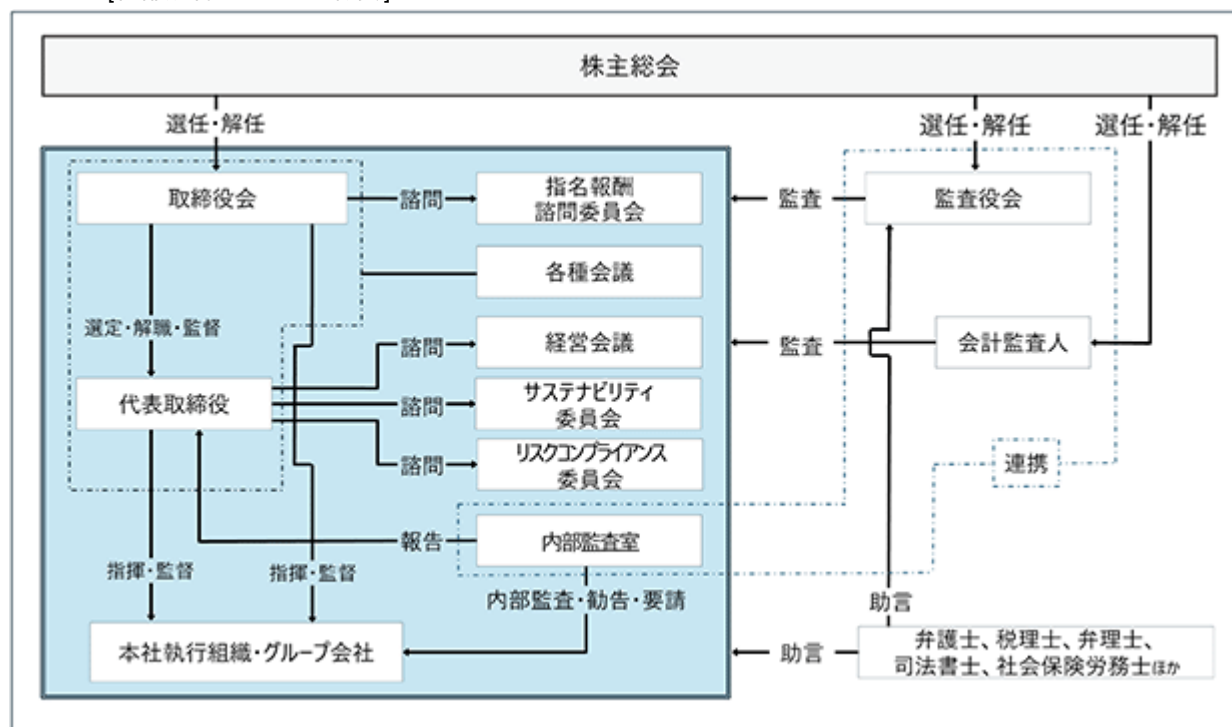 株主総会
選任・解任
選任・解任
選任・解任
取締役会
諮問
指名報酬
諮問委員会
監査
監査役会
各種会議
選定・解職・監督
諮問
経営会議
監査
会計監査人
代表取締役
諮問
サステナビリティ
委員会
諮問
リスクコンプライアンス
委員会
連携
報告
内部監査室
指揮・監督
指揮・監督
内部監査・勧告・要請
助言
本社執行組織・グループ会社
助言
弁護士、税理士、弁理士、
司法書士、社会保険労務士ほか